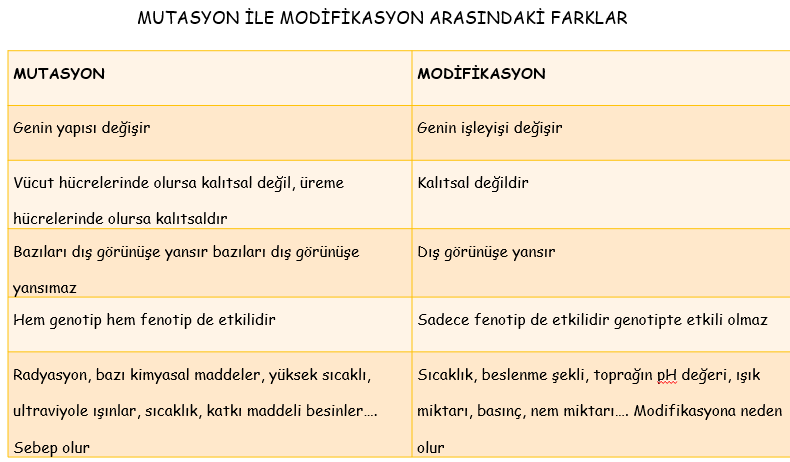 MUTASYON İLE MODİFİKASYON ARASINDAKİ FARKLAR
MUTASYON
MODİFİKASYON
Genin yapısı değişir
Genin işleyişi değişir
Vücut hücrelerinde olursa kalıtsal değil, üreme
hücrelerinde olursa kalıtsaldır
Kalıtsal değildir
Bazıları dış görünüşe yansır bazıları dış görünüşe
yansımaz
Dış görünüşe yansır
Hem genotip hem fenotip de etkilidir
Sadece fenotip de etkilidir genotipte etkili olmaz
Radyasyon, bazı kimyasal maddeler, yüksek sıcaklı,
ultraviyole ışınlar, sıcaklık, katkı maddeli besinler….
Sebep olur
Sıcaklık, beslenme şekli, toprağın pH değeri, ışık
miktarı, basınç, nem miktarı…. Modifikasyona neden
olur